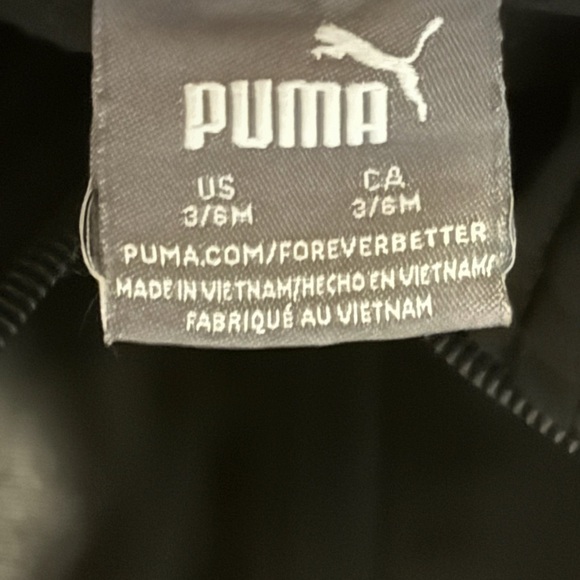 PUMA
US CA
3/6M 3/6M
PUMA.COM/FOREVERBETTER
MADE IN VIETNAM/HECHO EN VIETNAM/
FABRIQUÉ AU VIETNAM